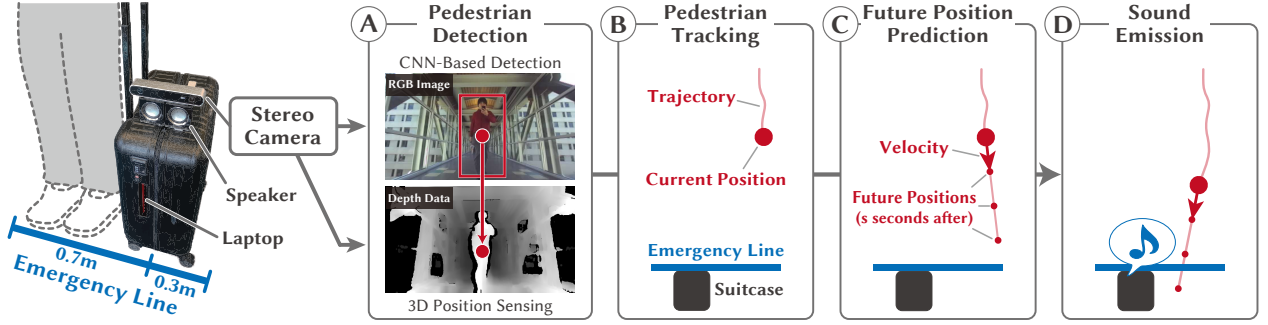 Stereo
Camera
Speaker
Laptop
0.7m
0.3m
Emergency Line
A
Pedestrian
Detection
CNN-Based Detection
RGB Image
Depth Data
3D Position Sensing
B
Pedestrian
Tracking
Trajectory
Current Position
Emergency Line
Suitcase
C
Future Position
Prediction
Velocity
Future Positions
(s seconds after)
D
Sound
Emission